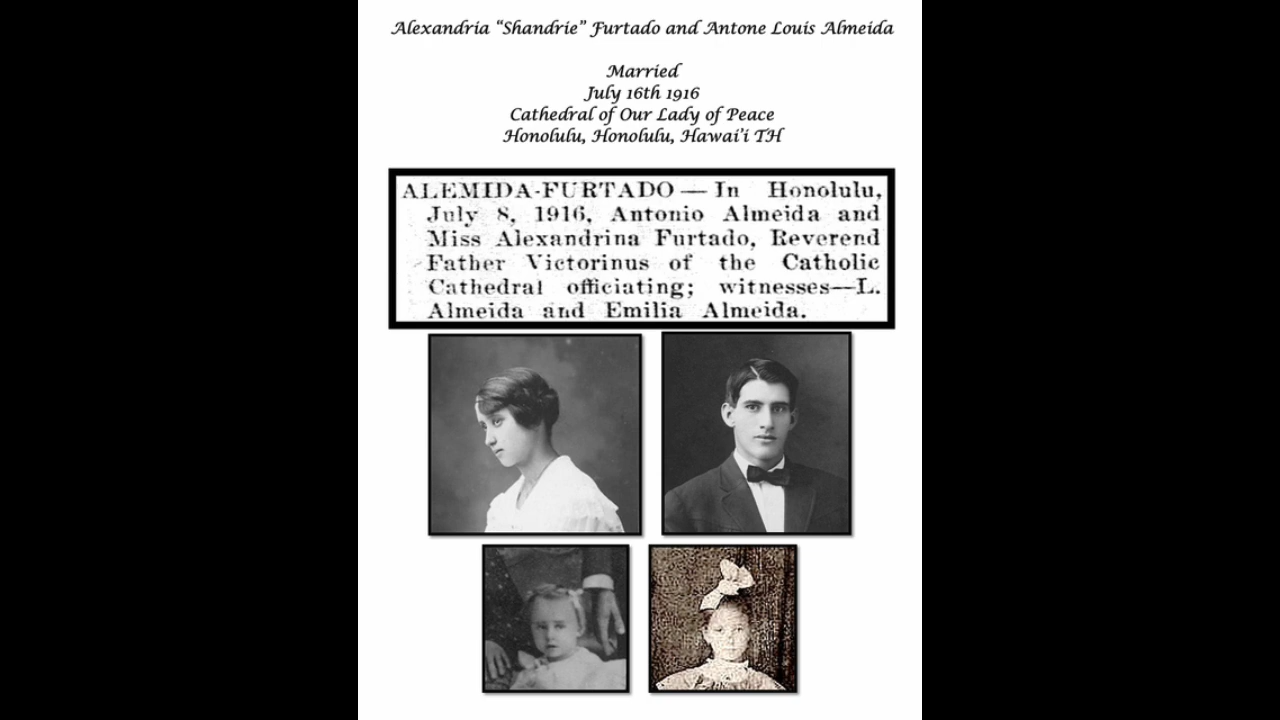 Alexandria “Shandrie” Furtado and Antone Louis Almeida
Married
July 16th 1916
Cathedral of Our Lady of Peace
Honolulu, Honolulu, Hawai'i TH
ALEMIDA-FURTADO — In Honolulu,
July 8, 1916, Antonio Almeida and
Miss Alexandrina Furtado, Reverend
Father Victorinus of the Catholic
Cathedral officiating; witnesses—L.
Almeida and Emilia Almeida.